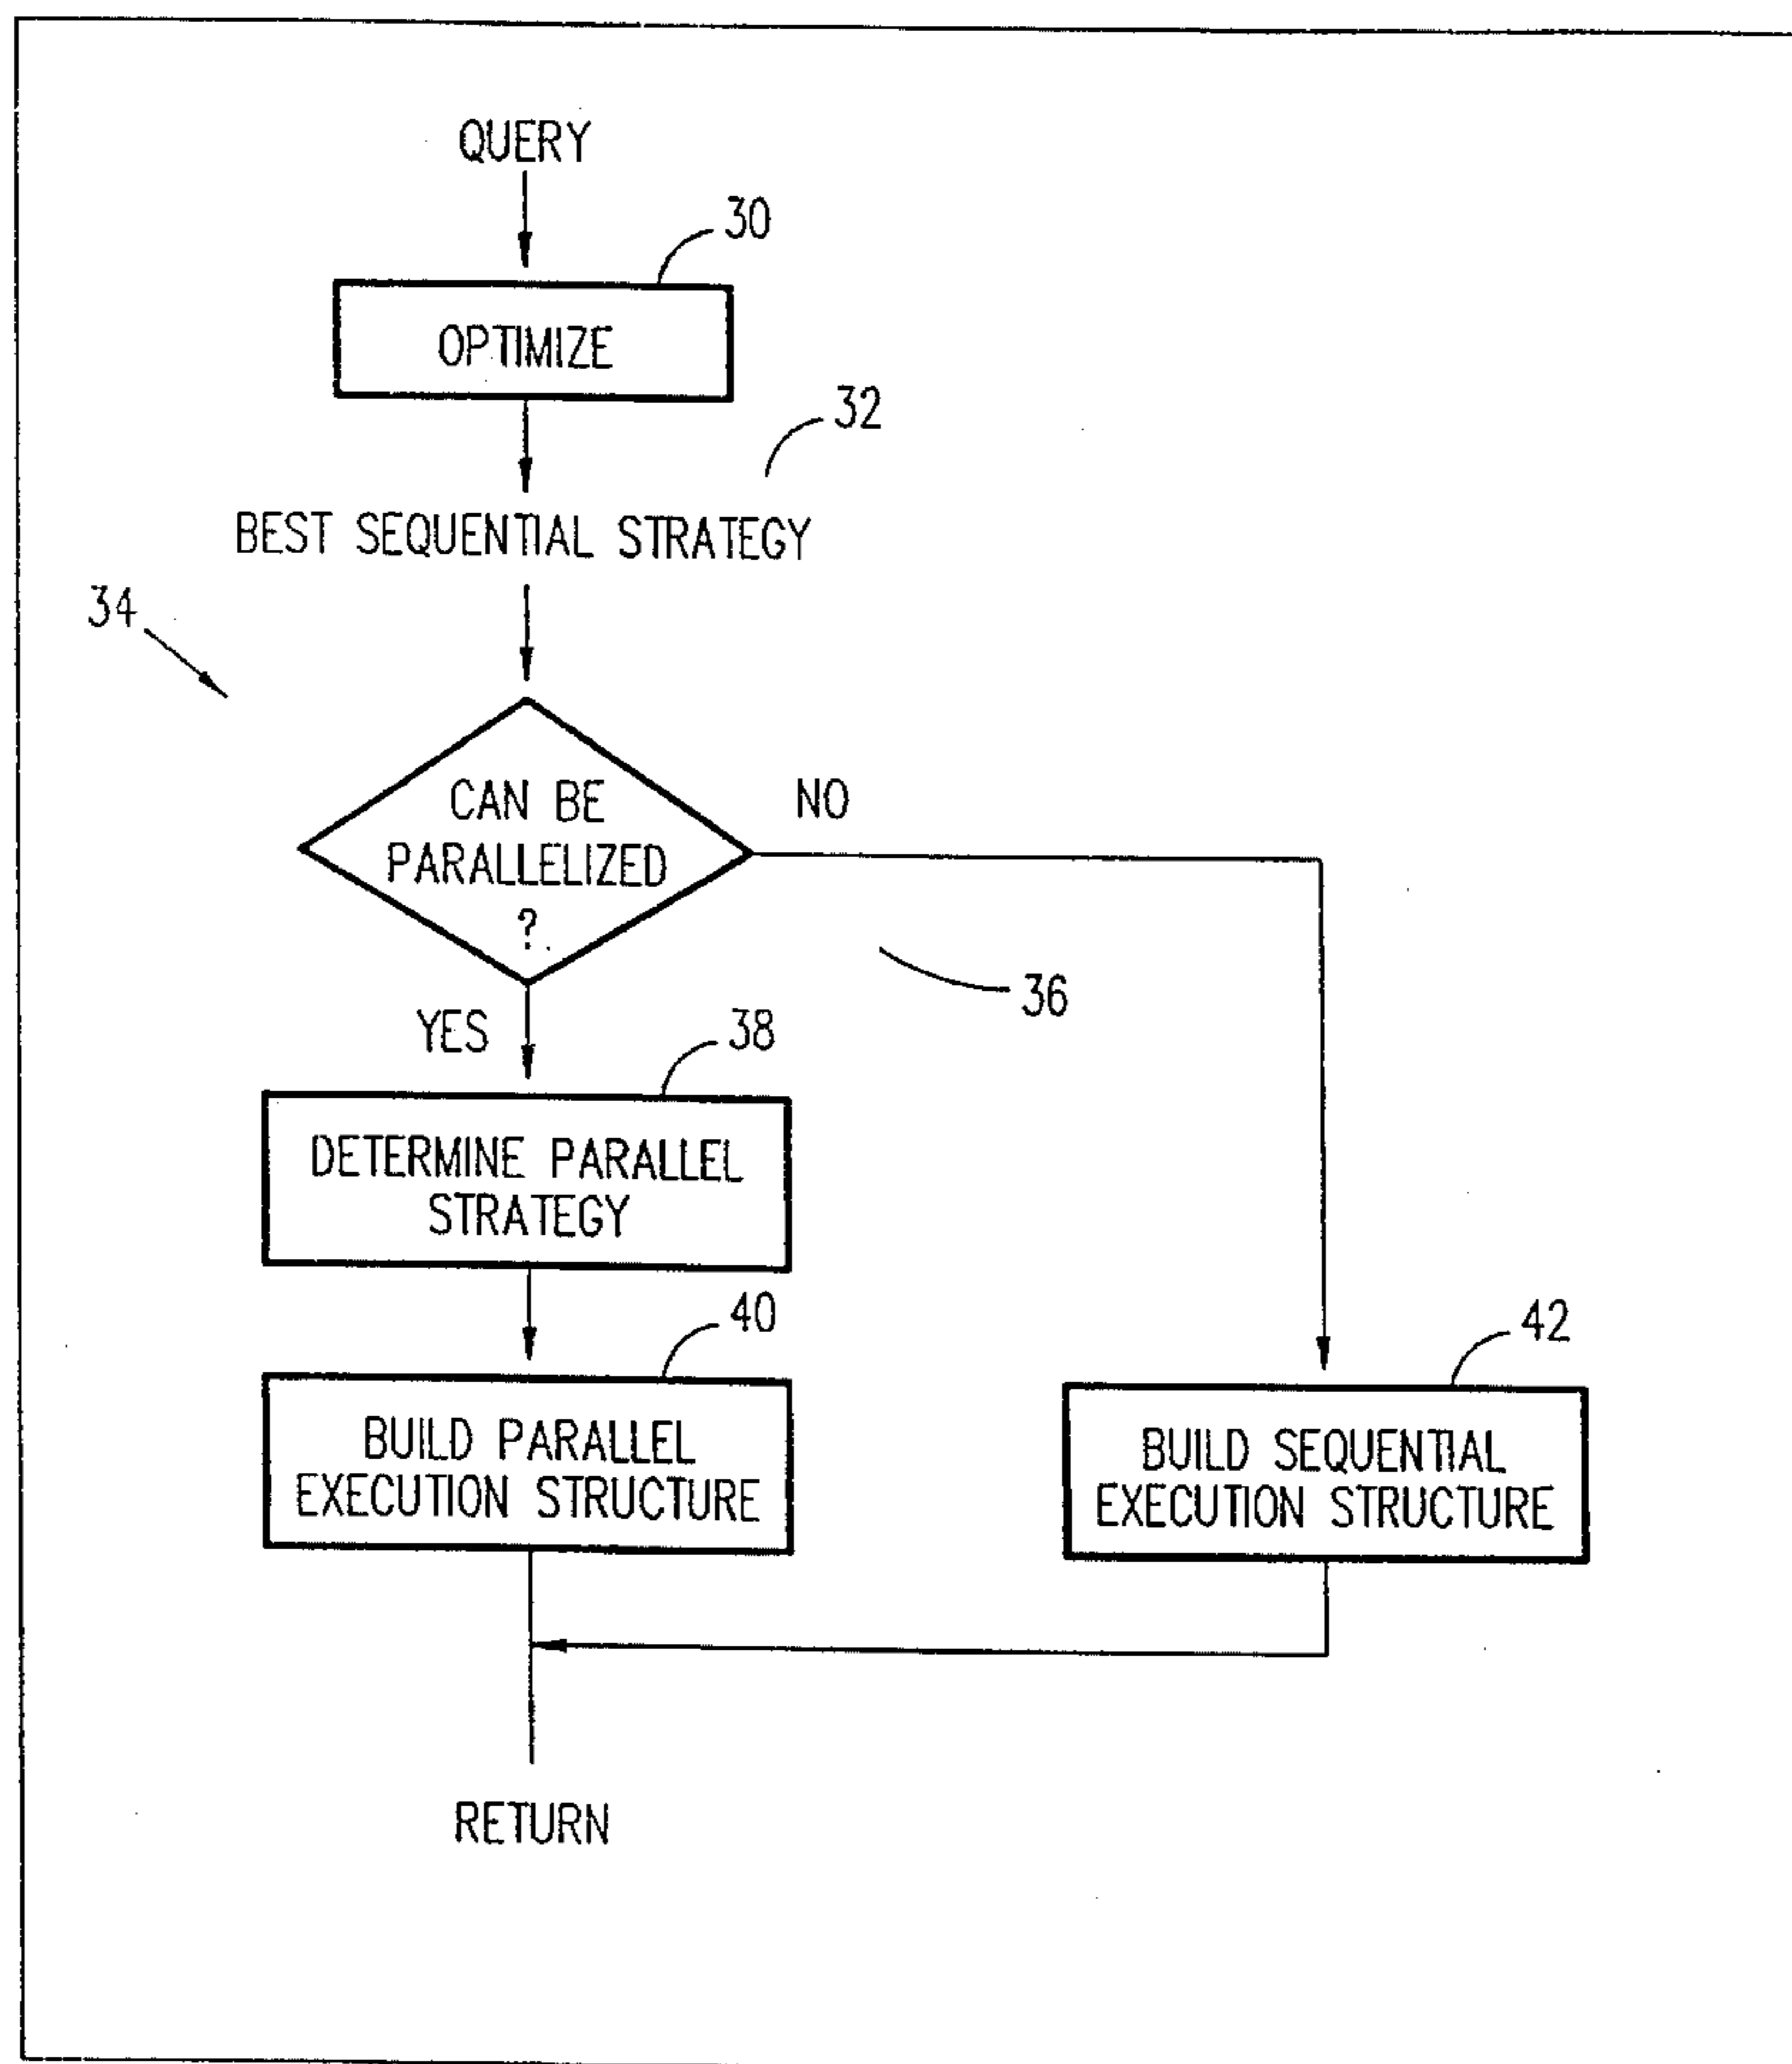 QUERY
30
OPTIMIZE
32
BEST SEQUENTIAL STRATEGY
34
CAN BE
PARALLELIZED
?
NO
36
YES
38
DETERMINE PARALLEL
STRATEGY
40
BUILD PARALLEL
EXECUTION STRUCTURE
42
BUILD SEQUENTIAL
EXECUTION STRUCTURE
RETURN